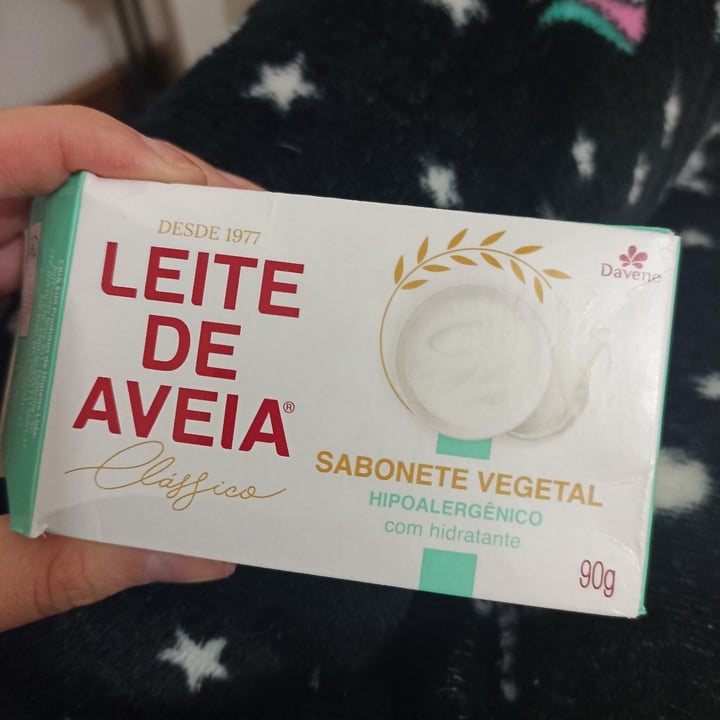 DESDE 1977
LEITE
DE
AVEIA®
Clássico
Davene
SABONETE VEGETAL
HIPOALERGÊNICO
com hidratante
90g